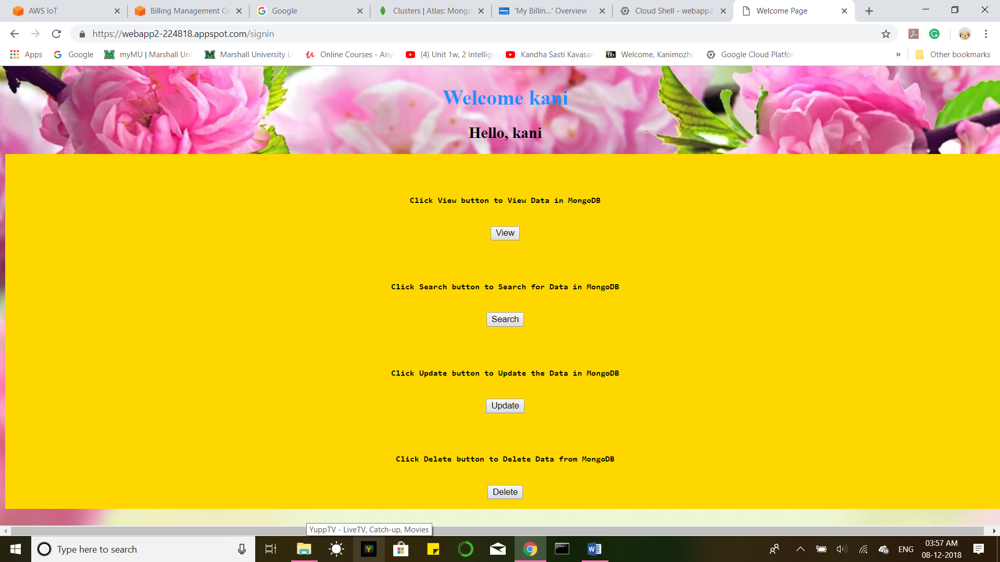 AWS IoT
Billing Management Co
Google
Clusters | Atlas: Mongo
'My Billin...' Overview -
Cloud Shell - webapp2
Welcome Page
https://webapp2-224818.appspot.com/signin
Apps
Google
myMU | Marshall Uni
Marshall University Li
Online Courses - Any
(4) Unit 1w, 2 Intellige
Kandha Sasti Kavasam
Bb
Welcome, Kanimozhi
Google Cloud Platfor
»
Other bookmarks
Welcome kani
Hello, kani
Click View button to View Data in MongoDB
View
Click Search button to Search for Data in MongoDB
Search
Click Update button to Update the Data in MongoDB
Update
Click Delete button to Delete Data from MongoDB
Delete
YuppTV - LiveTV, Catch-up, Movies
Type here to search
ENG
03:57 AM
08-12-2018